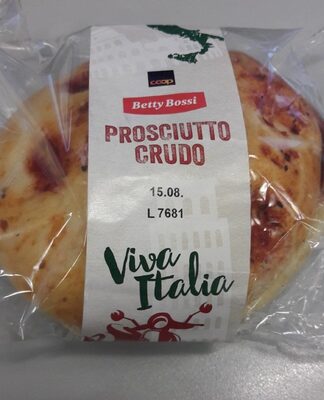 coop
Betty Bossi
PROSCIUTTO
CRUDO
15.08.
L 7681
Viva
Italia